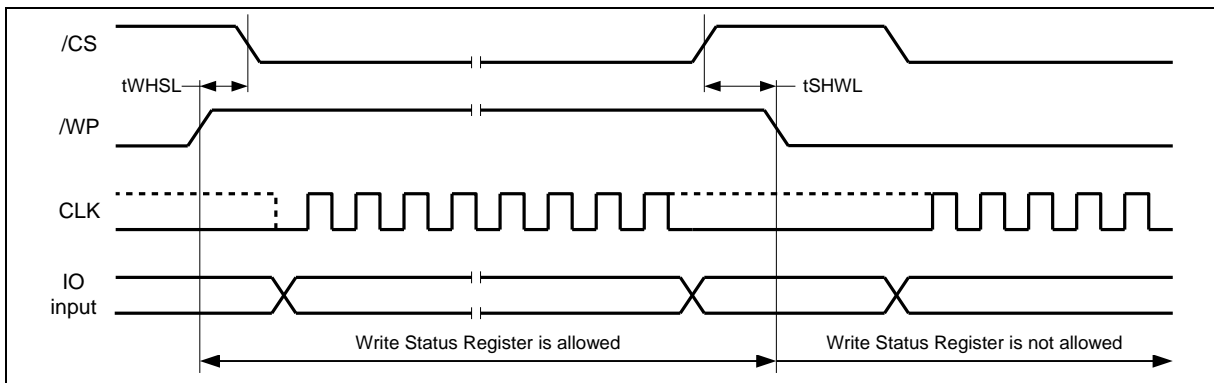 /CS
tWHSL
tSHWL
/WP
CLK
IO
input
Write Status Register is allowed
Write Status Register is not allowed